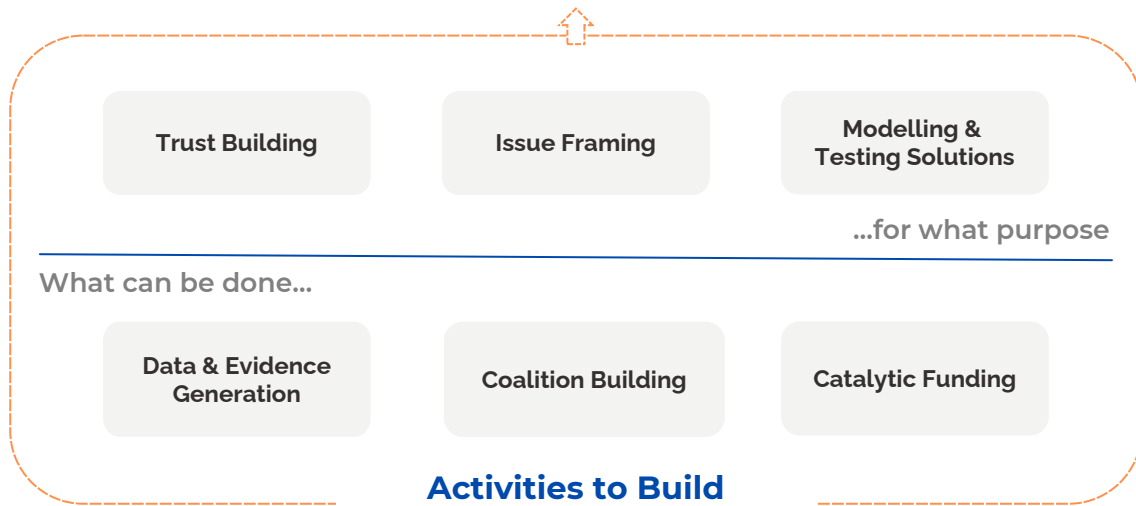 Trust Building
Issue Framing
Modelling &
Testing Solutions
...for what purpose
What can be done...
Data & Evidence
Generation
Coalition Building
Catalytic Funding
Activities to Build